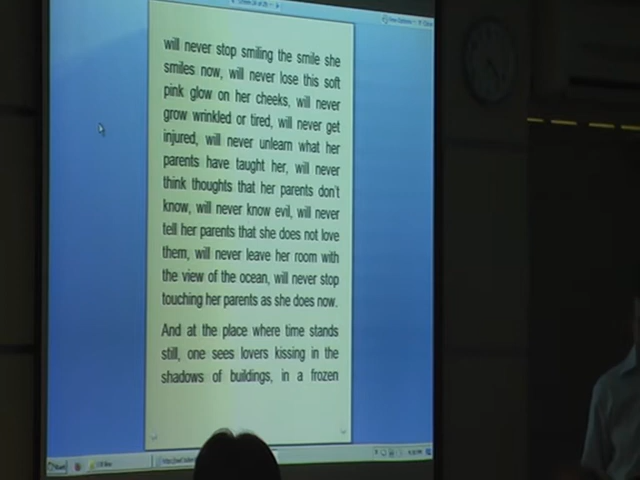 will never stop smiling the smile she
smiles now, will never lose this soft
pink glow on her cheeks, will never
grow wrinkled or tired, will never get
injured, will never unlearn what her
parents have taught her, will never
think thoughts that her parents don't
know, will never know evil, will never
tell her parents that she does not love
them, will never leave her room with
the view of the ocean, will never stop
touching her parents as she does now.
And at the place where time stands
still, one sees lovers kissing in the
shadows of buildings, in a frozen